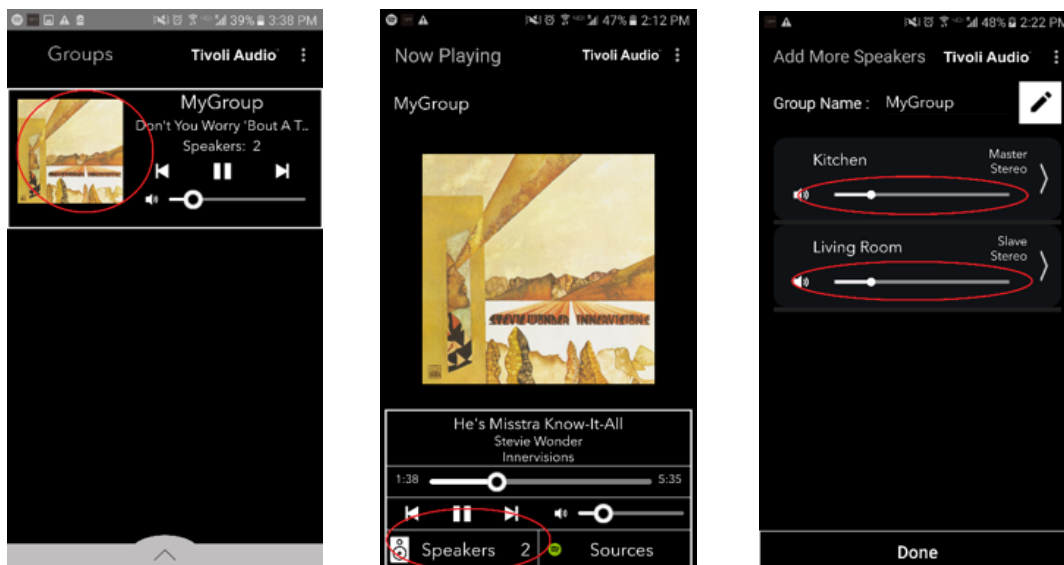 39% 3:38 PM
Groups Tivoli Audio
MyGroup
Don't You Worry 'Bout A T..
Speakers: 2
47% 2:12 PM
Now Playing Tivoli Audio
MyGroup
STEVIE WONDER INNERVISIONS
He's Misstra Know-It-All
Stevie Wonder
Innervisions
1:38 5:35
Speakers 2 Sources
48% 2:22 PM
Add More Speakers Tivoli Audio
Group Name : MyGroup
Kitchen Master
Stereo
Living Room Slave
Stereo
Done